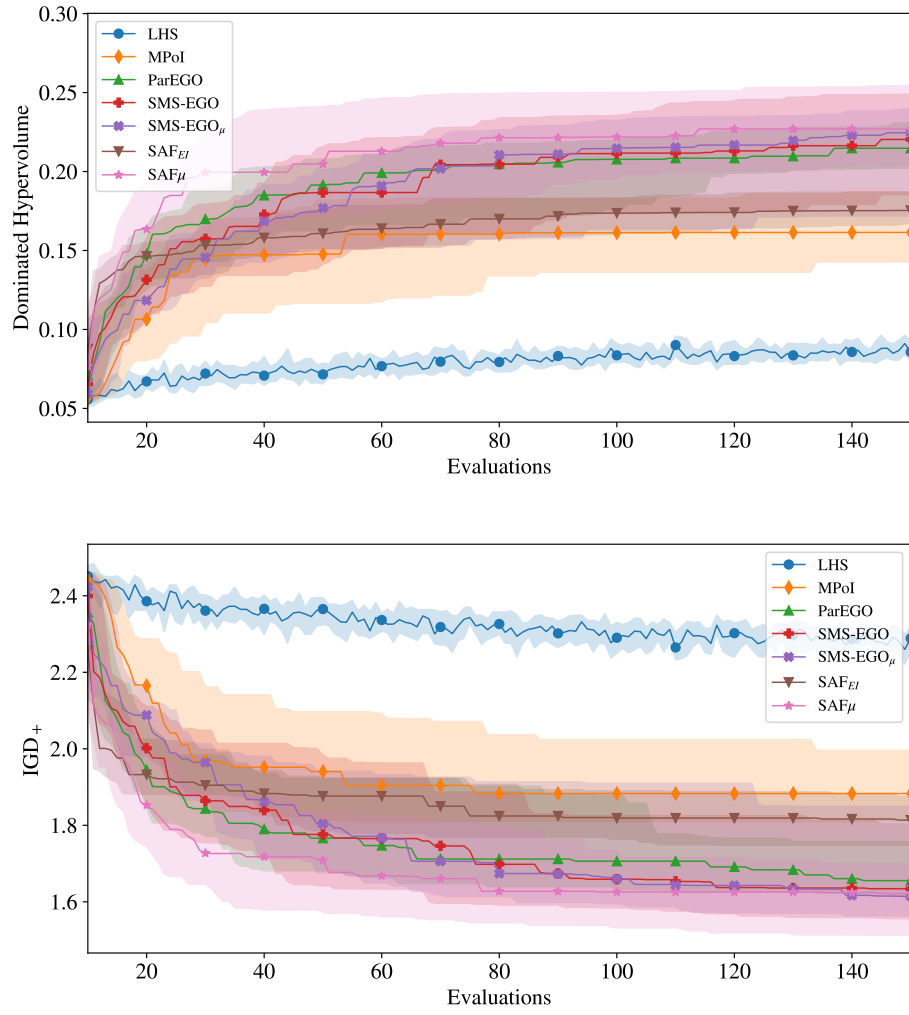 0.30
0.25
0.20
0.15
0.10
0.05
Dominated Hypervolume
LHS
MPoI
ParEGO
SMS-EGO
SMS-EGOμ
SAF_EI
SAFμ
20 40 60 80 100 120 140
Evaluations
2.4
2.2
2.0
1.8
1.6
IGD+
LHS
MPoI
ParEGO
SMS-EGO
SMS-EGOμ
SAF_EI
SAFμ
20 40 60 80 100 120 140
Evaluations